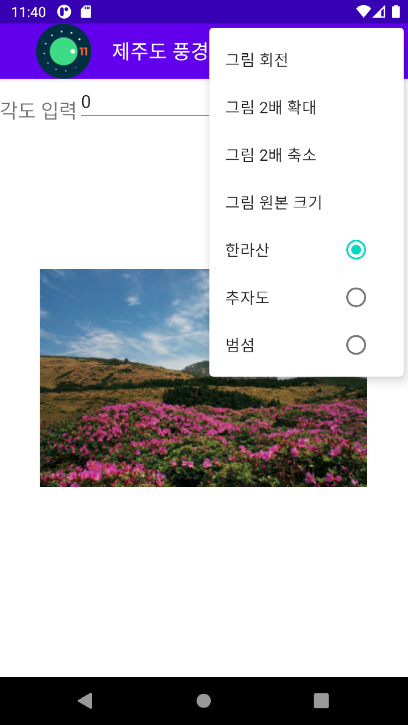 11:40
11
제주도 풍경
각도 입력 0
그림 회전
그림 2배 확대
그림 2배 축소
그림 원본 크기
한라산
추자도
범섬